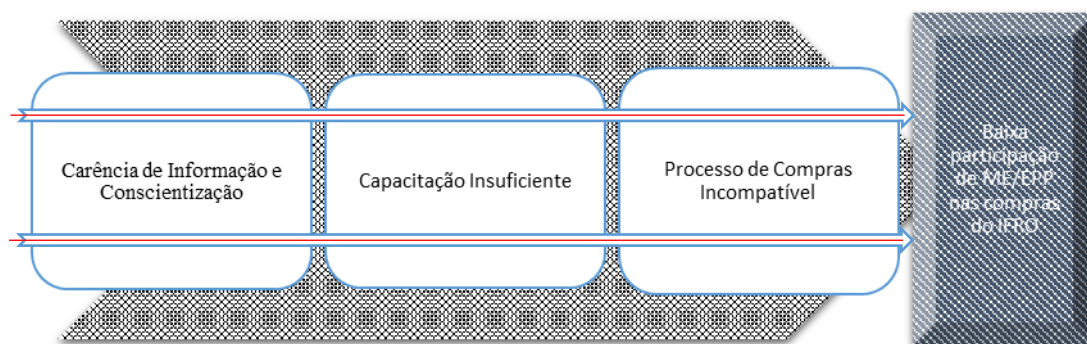 Carência de Informação e
Conscientização
Capacitação Insuficiente
Processo de Compras
Incompatível
Baixa
participação
de ME/EPP
nas compras
do IFRO